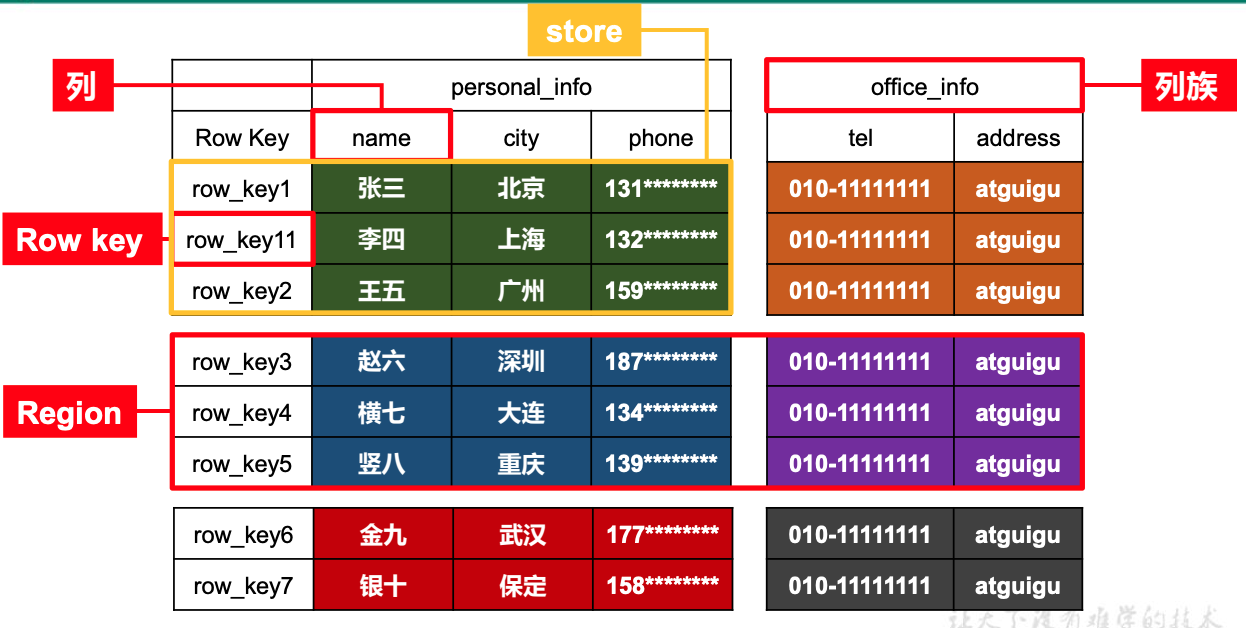 store
列
personal_info
office_info
列族
Row Key
name
city
phone
tel
address
row_key1
张三
北京
131********
010-11111111
atguigu
Row key
row_key11
李四
上海
132********
010-11111111
atguigu
row_key2
王五
广州
159********
010-11111111
atguigu
row_key3
赵六
深圳
187********
010-11111111
atguigu
Region
row_key4
横七
大连
134********
010-11111111
atguigu
row_key5
竖八
重庆
139********
010-11111111
atguigu
row_key6
金九
武汉
177********
010-11111111
atguigu
row_key7
银十
保定
158********
010-11111111
atguigu
让天下没有难学的技术